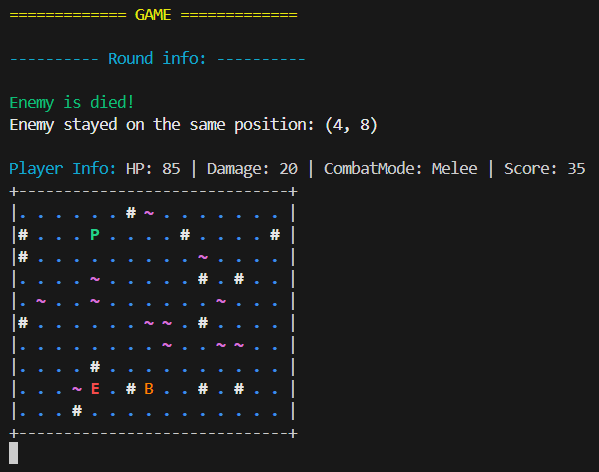 ============= GAME =============
---------- Round info: ----------
Enemy is died!
Enemy stayed on the same position: (4, 8)
Player Info: HP: 85 | Damage: 20 | CombatMode: Melee | Score: 35
+------------------------------+
|. . . . . . # ~ . . . . . . . |
|# . . . P . . . . # . . . . # |
|# . . . . . . . . . ~ . . . . |
|. . . . ~ . . . . . # . # . . |
|. ~ . . ~ . . . . . . ~ . . . |
|# . . . . . . ~ ~ . # . . . . |
|. . . . . . . . ~ . . ~ ~ . . |
|. . . . # . . . . . . . . . . |
|. . . ~ E . # B . . # . # . . |
|. . . # . . . . . . . . . . . |
+------------------------------+